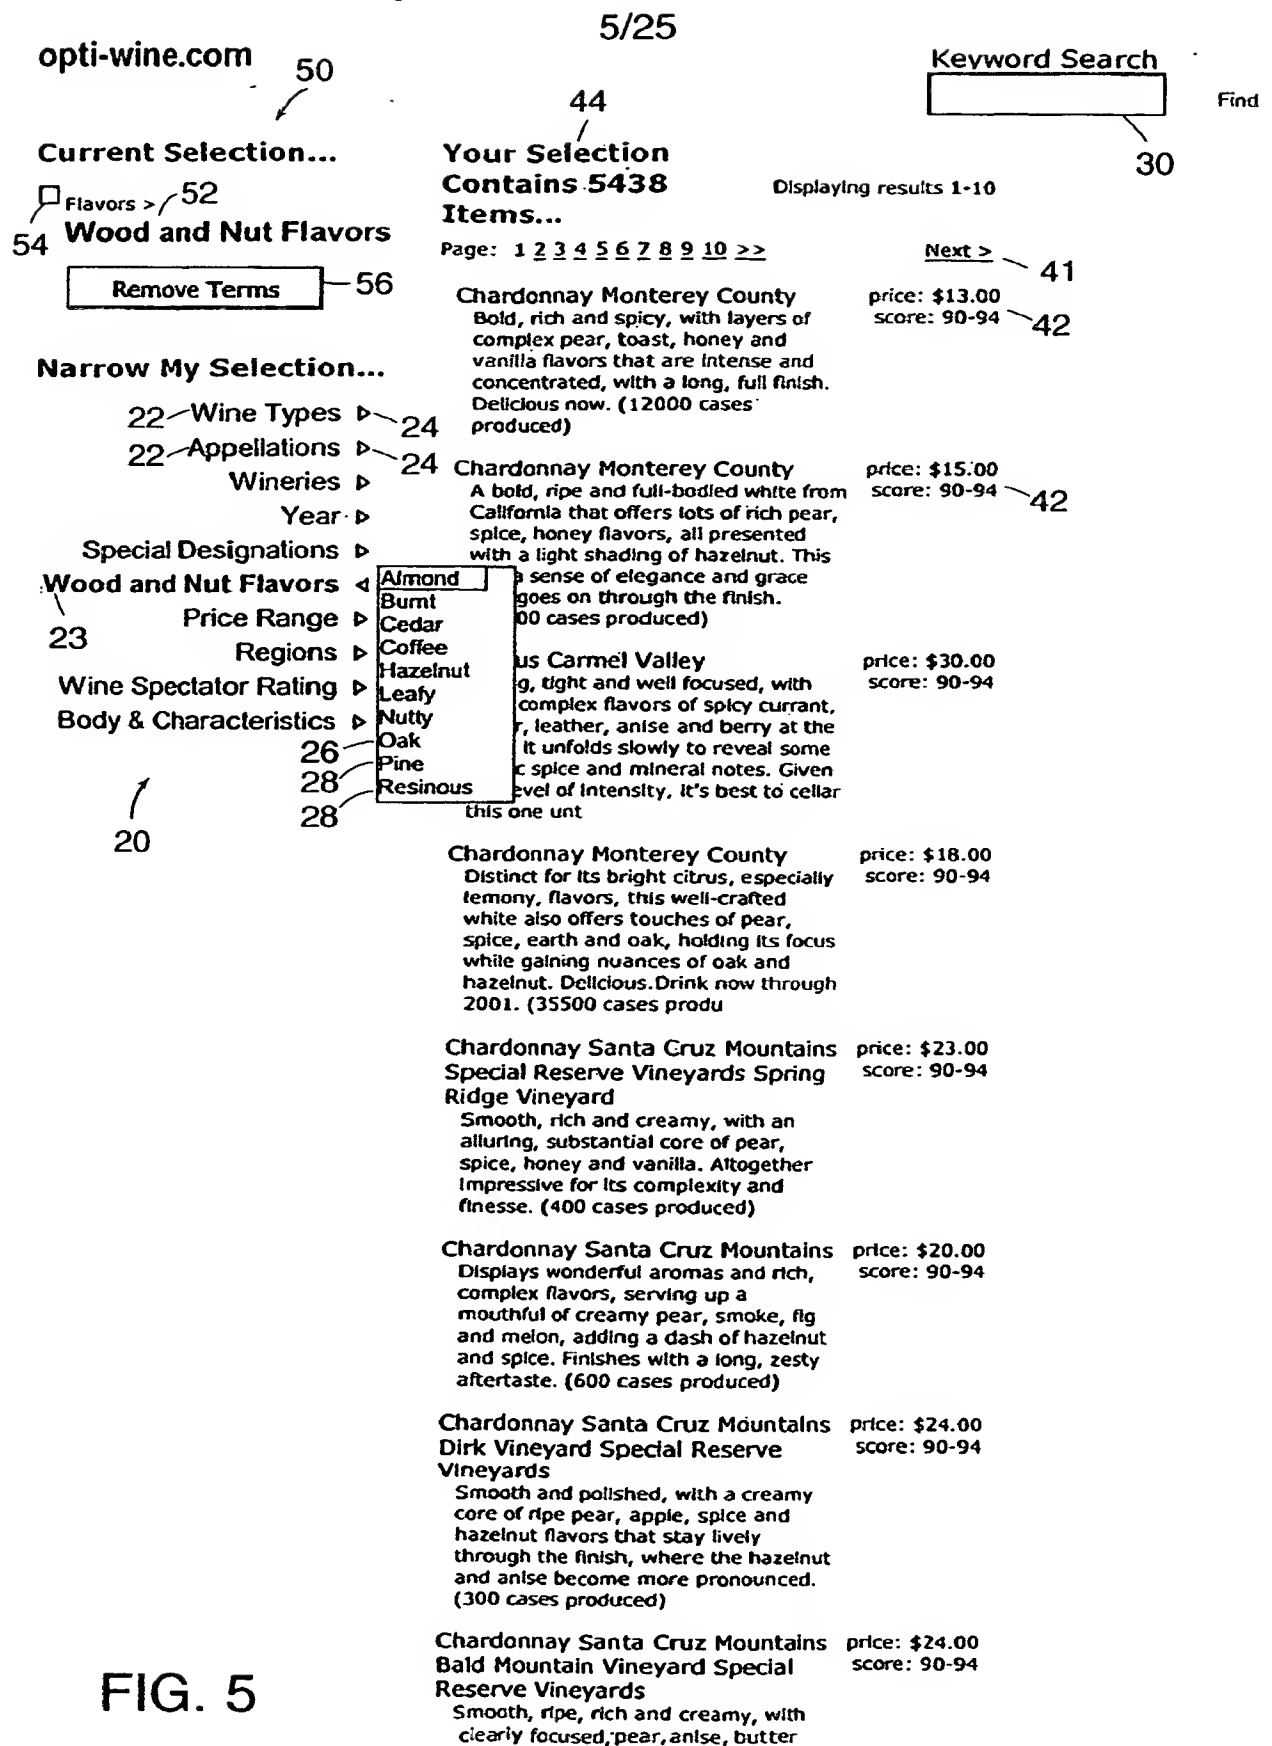 5/25
opti-wine.com
50
Keyword Search
Find
30
44
Current Selection...
Flavors >
52
54
Wood and Nut Flavors
Remove Terms
56
Narrow My Selection...
22 Wine Types 24
22 Appellations 24
Wineries
Year
Special Designations
Wood and Nut Flavors
23
Price Range
Regions
Wine Spectator Rating
Body & Characteristics
20
Almond
Burnt
Cedar
Coffee
Hazelnut
Leafy
Nutty
26 Oak
28 Pine
28 Resinous
Your Selection
Contains 5438
Items...
Displaying results 1-10
Page: 1 2 3 4 5 6 7 8 9 10 >>
Next >
41
Chardonnay Monterey County
price: $13.00
score: 90-94
42
Bold, rich and spicy, with layers of
complex pear, toast, honey and
vanilla flavors that are intense and
concentrated, with a long, full finish.
Delicious now. (12000 cases
produced)
Chardonnay Monterey County
price: $15.00
score: 90-94
42
A bold, ripe and full-bodied white from
California that offers lots of rich pear,
spice, honey flavors, all presented
with a light shading of hazelnut. This
sense of elegance and grace
goes on through the finish.
00 cases produced)
us Carmel Valley
price: $30.00
score: 90-94
g, tight and well focused, with
complex flavors of spicy currant,
r, leather, anise and berry at the
it unfolds slowly to reveal some
c spice and mineral notes. Given
evel of intensity, it's best to cellar
this one unt
Chardonnay Monterey County
price: $18.00
score: 90-94
Distinct for its bright citrus, especially
lemony, flavors, this well-crafted
white also offers touches of pear,
spice, earth and oak, holding its focus
while gaining nuances of oak and
hazelnut. Delicious.Drink now through
2001. (35500 cases produ
Chardonnay Santa Cruz Mountains
Special Reserve Vineyards Spring
Ridge Vineyard
price: $23.00
score: 90-94
Smooth, rich and creamy, with an
alluring, substantial core of pear,
spice, honey and vanilla. Altogether
impressive for its complexity and
finesse. (400 cases produced)
Chardonnay Santa Cruz Mountains
price: $20.00
score: 90-94
Displays wonderful aromas and rich,
complex flavors, serving up a
mouthful of creamy pear, smoke, fig
and melon, adding a dash of hazelnut
and spice. Finishes with a long, zesty
aftertaste. (600 cases produced)
Chardonnay Santa Cruz Mountains
Dirk Vineyard Special Reserve
Vineyards
price: $24.00
score: 90-94
Smooth and polished, with a creamy
core of ripe pear, apple, spice and
hazelnut flavors that stay lively
through the finish, where the hazelnut
and anise become more pronounced.
(300 cases produced)
Chardonnay Santa Cruz Mountains
Bald Mountain Vineyard Special
Reserve Vineyards
price: $24.00
score: 90-94
Smooth, ripe, rich and creamy, with
clearly focused, pear, anise, butter
FIG. 5